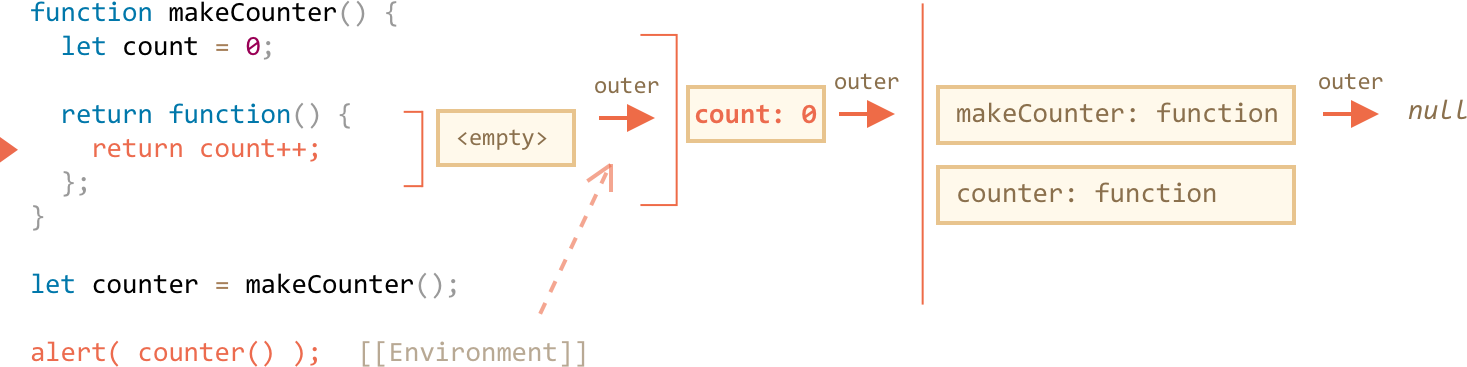 function makeCounter() {
let count = 0;
return function() {
return count++;
};
}
let counter = makeCounter();
alert( counter() );
[[Environment]]
<empty>
outer
count: 0
outer
makeCounter: function
counter: function
outer
null